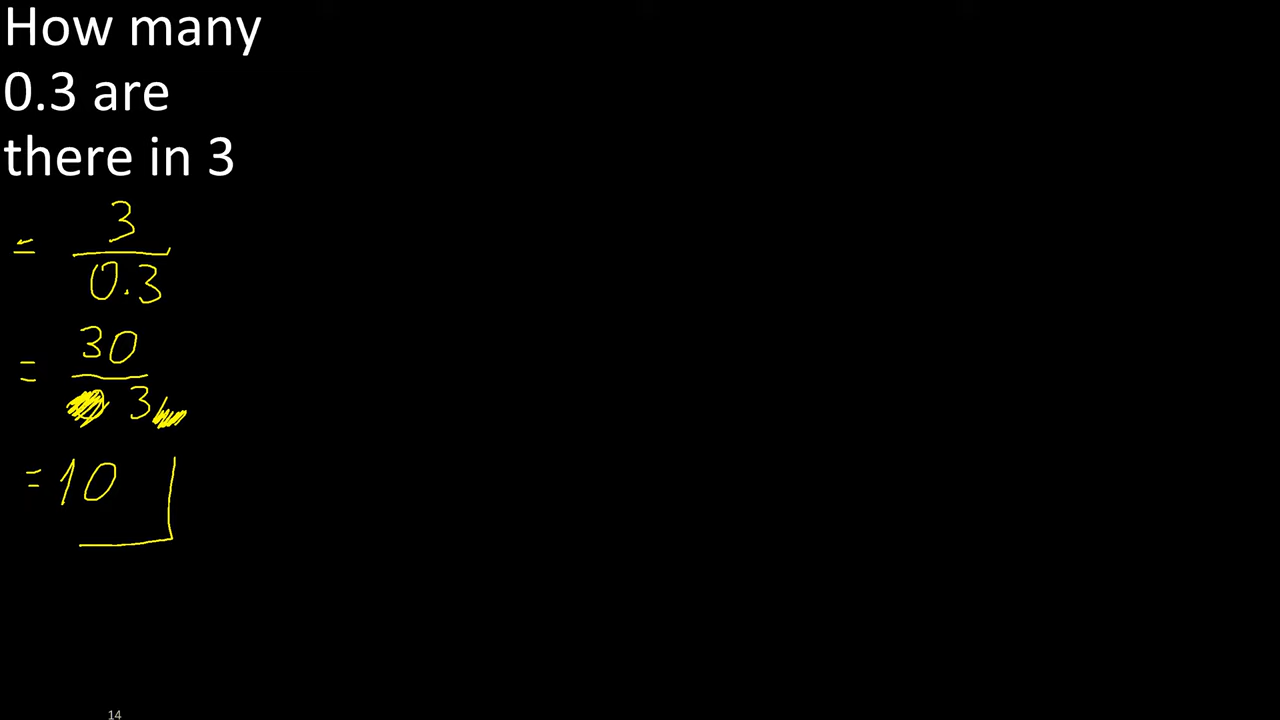 How many
0.3 are
there in 3
= 3
0.3
= 30
3
= 10
14